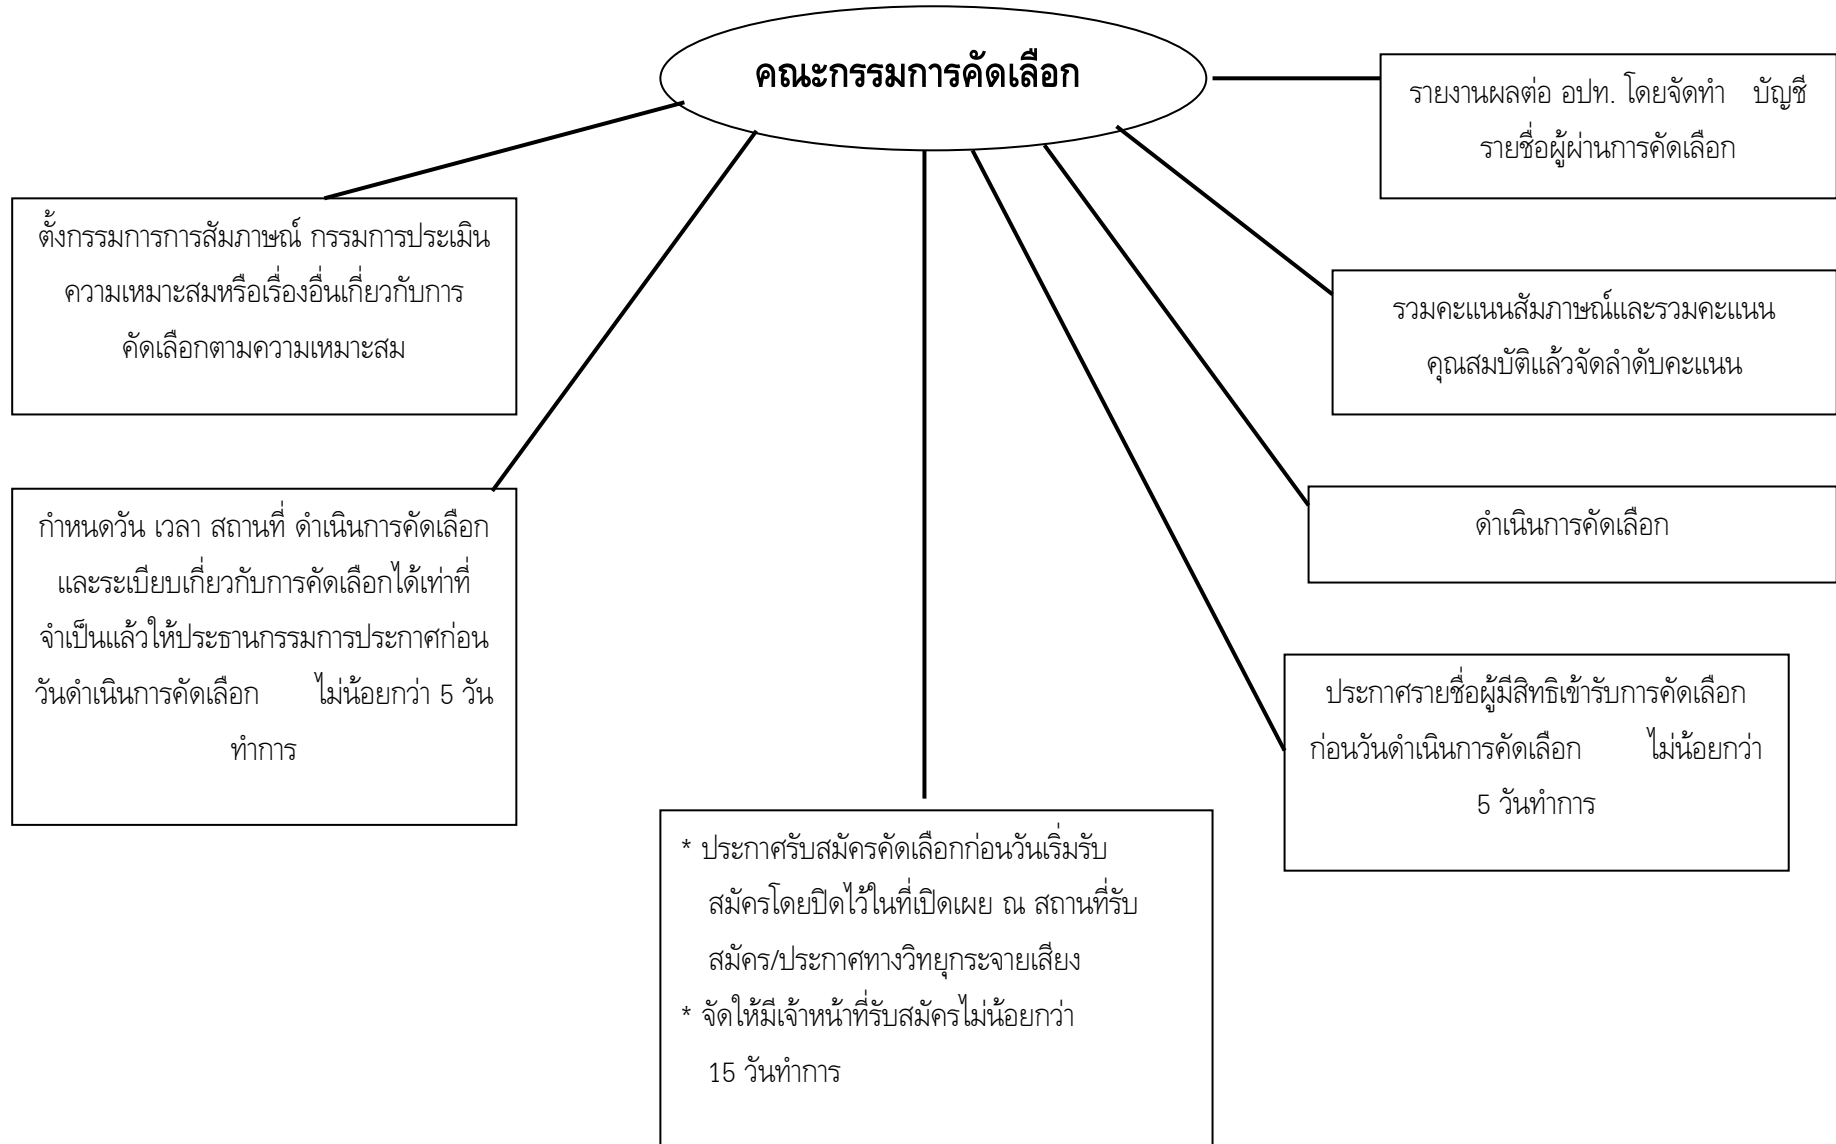 คณะกรรมการคัดเลือก
รายงานผลต่อ อปท. โดยจัดทำ บัญชี
รายชื่อผู้ผ่านการคัดเลือก
ตั้งกรรมการการสัมภาษณ์ กรรมการประเมิน
ความเหมาะสมหรือเรื่องอื่นเกี่ยวกับการ
คัดเลือกตามความเหมาะสม
รวมคะแนนสัมภาษณ์และรวมคะแนน
คุณสมบัติแล้วจัดลำดับคะแนน
กำหนดวัน เวลา สถานที่ ดำเนินการคัดเลือก
และระเบียบเกี่ยวกับการคัดเลือกได้เท่าที่
จำเป็นแล้วให้ประธานกรรมการประกาศก่อน
วันดำเนินการคัดเลือก ไม่น้อยกว่า 5 วัน
ทำการ
ดำเนินการคัดเลือก
ประกาศรายชื่อผู้มีสิทธิเข้ารับการคัดเลือก
ก่อนวันดำเนินการคัดเลือก ไม่น้อยกว่า
5 วันทำการ
* ประกาศรับสมัครคัดเลือกก่อนวันเริ่มรับ
สมัครโดยปิดไว้ในที่เปิดเผย ณ สถานที่รับ
สมัคร/ประกาศทางวิทยุกระจายเสียง
* จัดให้มีเจ้าหน้าที่รับสมัครไม่น้อยกว่า
15 วันทำการ